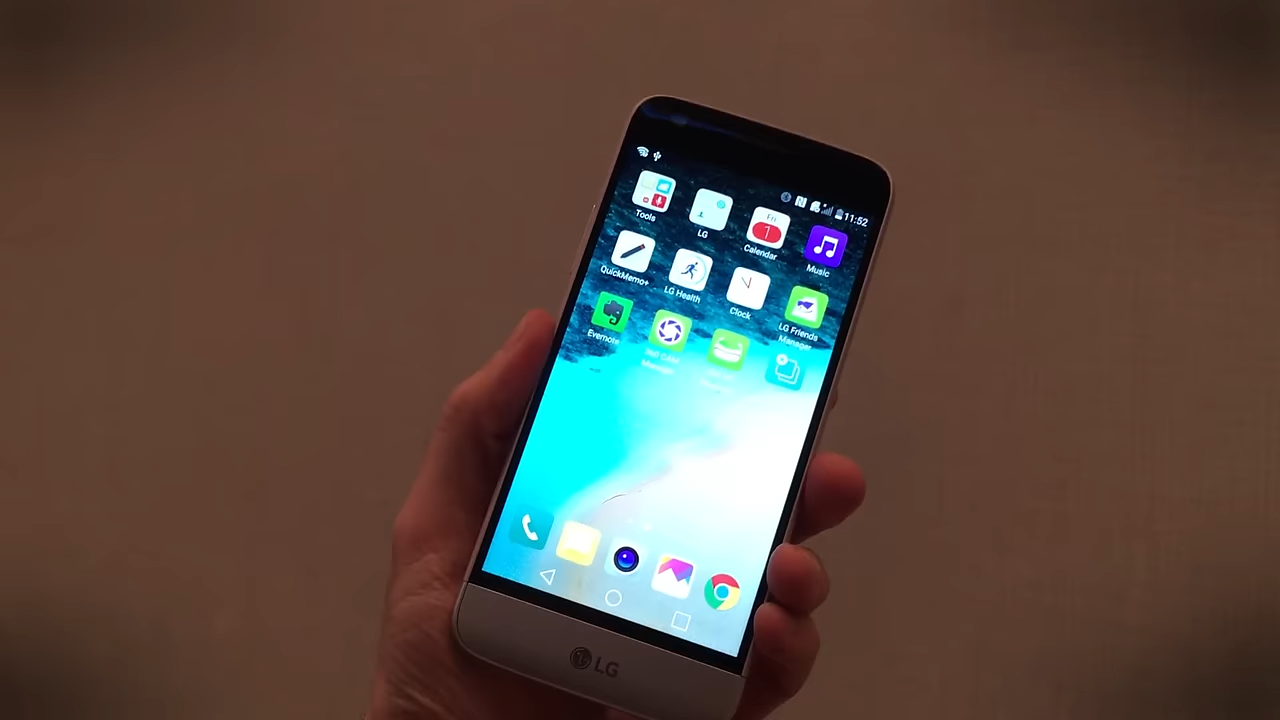 11:52
Tools
LG
Fri
1
Calendar
Music
QuickMemo+
LG Health
Clock
LG Friends
Manager
Evernote
LG